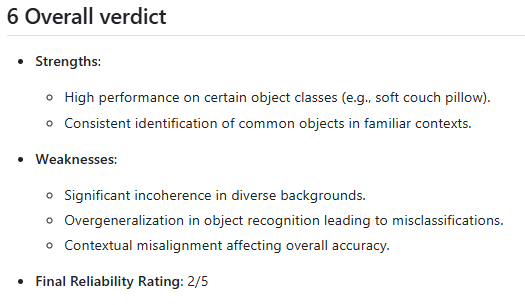 6 Overall verdict
Strengths:
High performance on certain object classes (e.g., soft couch pillow).
Consistent identification of common objects in familiar contexts.
Weaknesses:
Significant incoherence in diverse backgrounds.
Overgeneralization in object recognition leading to misclassifications.
Contextual misalignment affecting overall accuracy.
Final Reliability Rating: 2/5